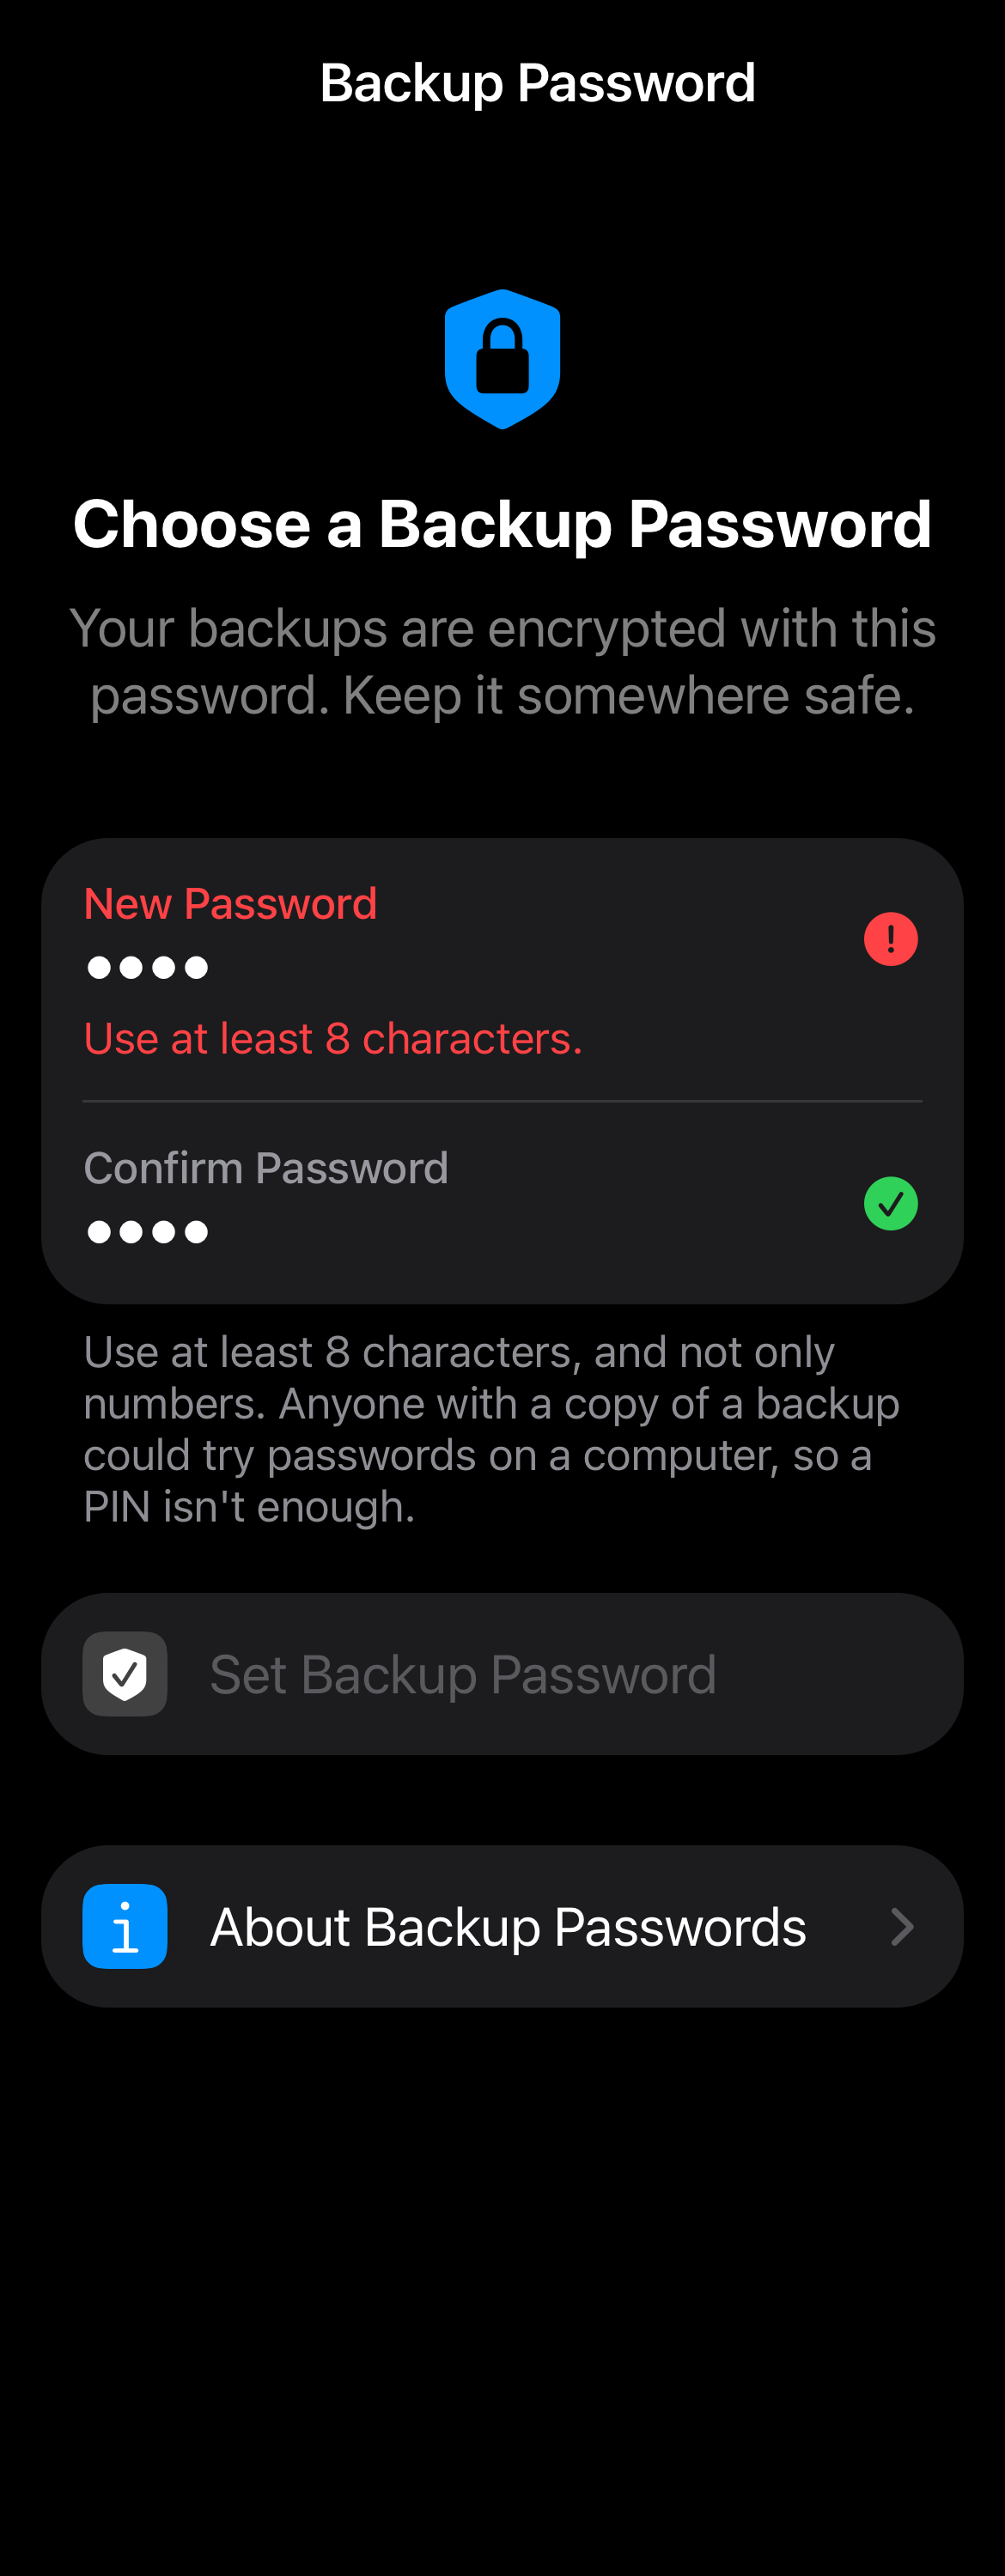 Backup Password
Choose a Backup Password
Your backups are encrypted with this
password. Keep it somewhere safe.
New Password
••••
Use at least 8 characters.
Confirm Password
••••
Use at least 8 characters, and not only
numbers. Anyone with a copy of a backup
could try passwords on a computer, so a
PIN isn't enough.
Set Backup Password
About Backup Passwords